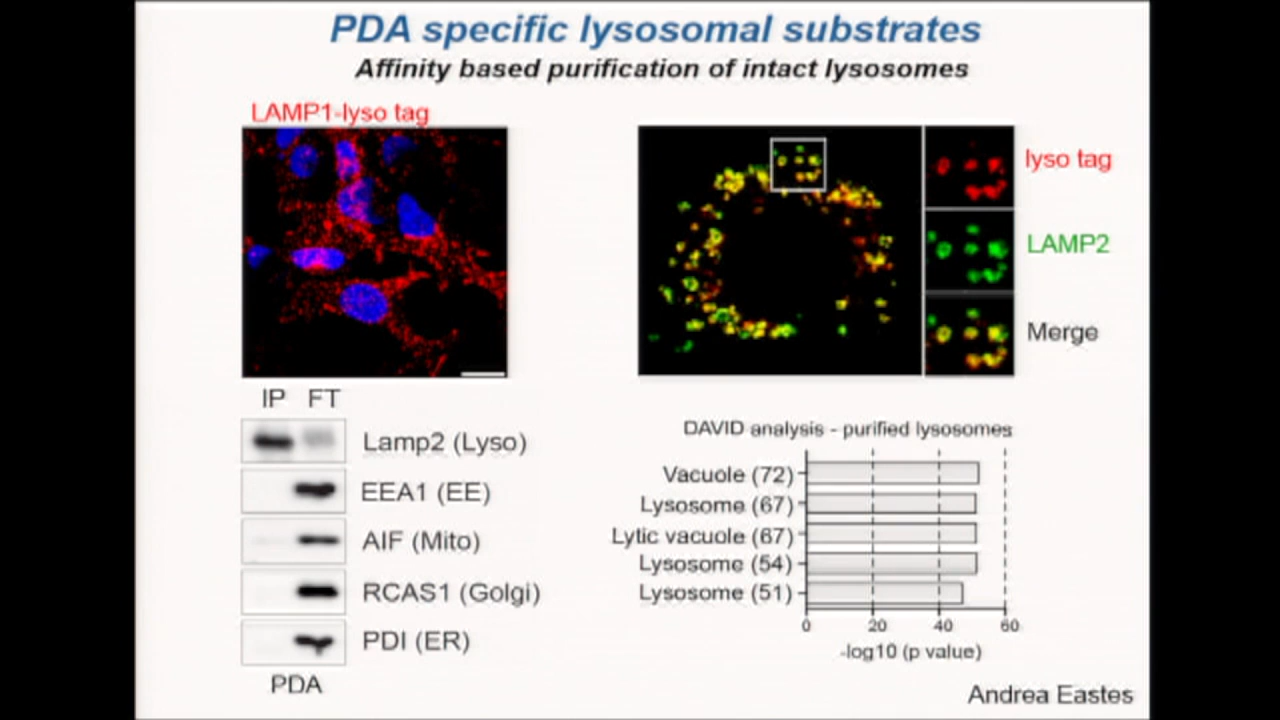 PDA specific lysosomal substrates
Affinity based purification of intact lysosomes
LAMP1-lyso tag
lyso tag
LAMP2
Merge
IP FT
Lamp2 (Lyso)
EEA1 (EE)
AIF (Mito)
RCAS1 (Golgi)
PDI (ER)
PDA
DAVID analysis - purified lysosomes
Vacuole (72)
Lysosome (67)
Lytic vacuole (67)
Lysosome (54)
Lysosome (51)
0 20 40 60
-log10 (p value)
Andrea Eastes